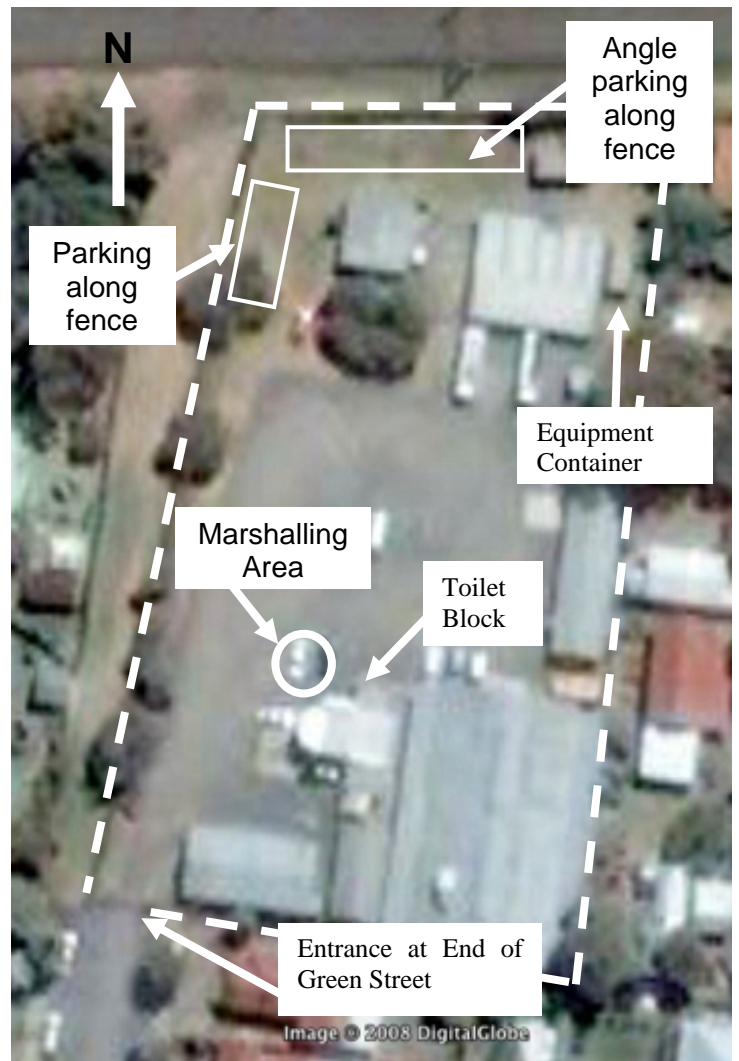 N
Angle
parking
along
fence
Parking
along
fence
Equipment
Container
Marshalling
Area
Toilet
Block
Entrance at End of
Green Street
Image © 2008 DigitalGlobe